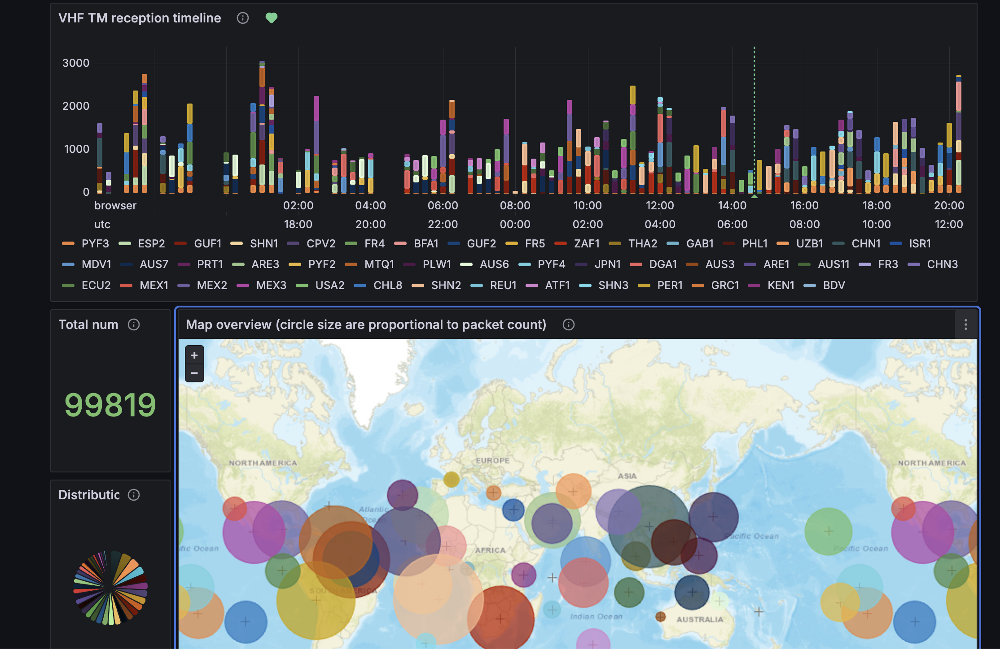 VHF TM reception timeline
3000
2000
1000
0
browser 02:00 04:00 06:00 08:00 10:00 12:00 14:00 16:00 18:00 20:00
utc 18:00 20:00 22:00 00:00 02:00 04:00 06:00 08:00 10:00 12:00
PYF3 ESP2 GUF1 SHN1 CPV2 FR4 BFA1 GUF2 FR5 ZAF1 THA2 GAB1 PHL1 UZB1 CHN1 ISR1
MDV1 AUS7 PRT1 ARE3 PYF2 MTQ1 PLW1 AUS6 PYF4 JPN1 DGA1 AUS3 ARE1 AUS11 FR3 CHN3
ECU2 MEX1 MEX2 MEX3 USA2 CHL8 SHN2 REU1 ATF1 SHN3 PER1 GRC1 KEN1 BDV
Total num
99819
Distributic
Map overview (circle size are proportional to packet count)
+
−
NORTH AMERICA
EUROPE
ASIA
NORTH AMERICA
Atlantic
Ocean
Pacific Ocean
ific Ocean
AFRICA
Pacific Ocean
SOUTH AMERICA
Indian Ocean
AUSTRALIA